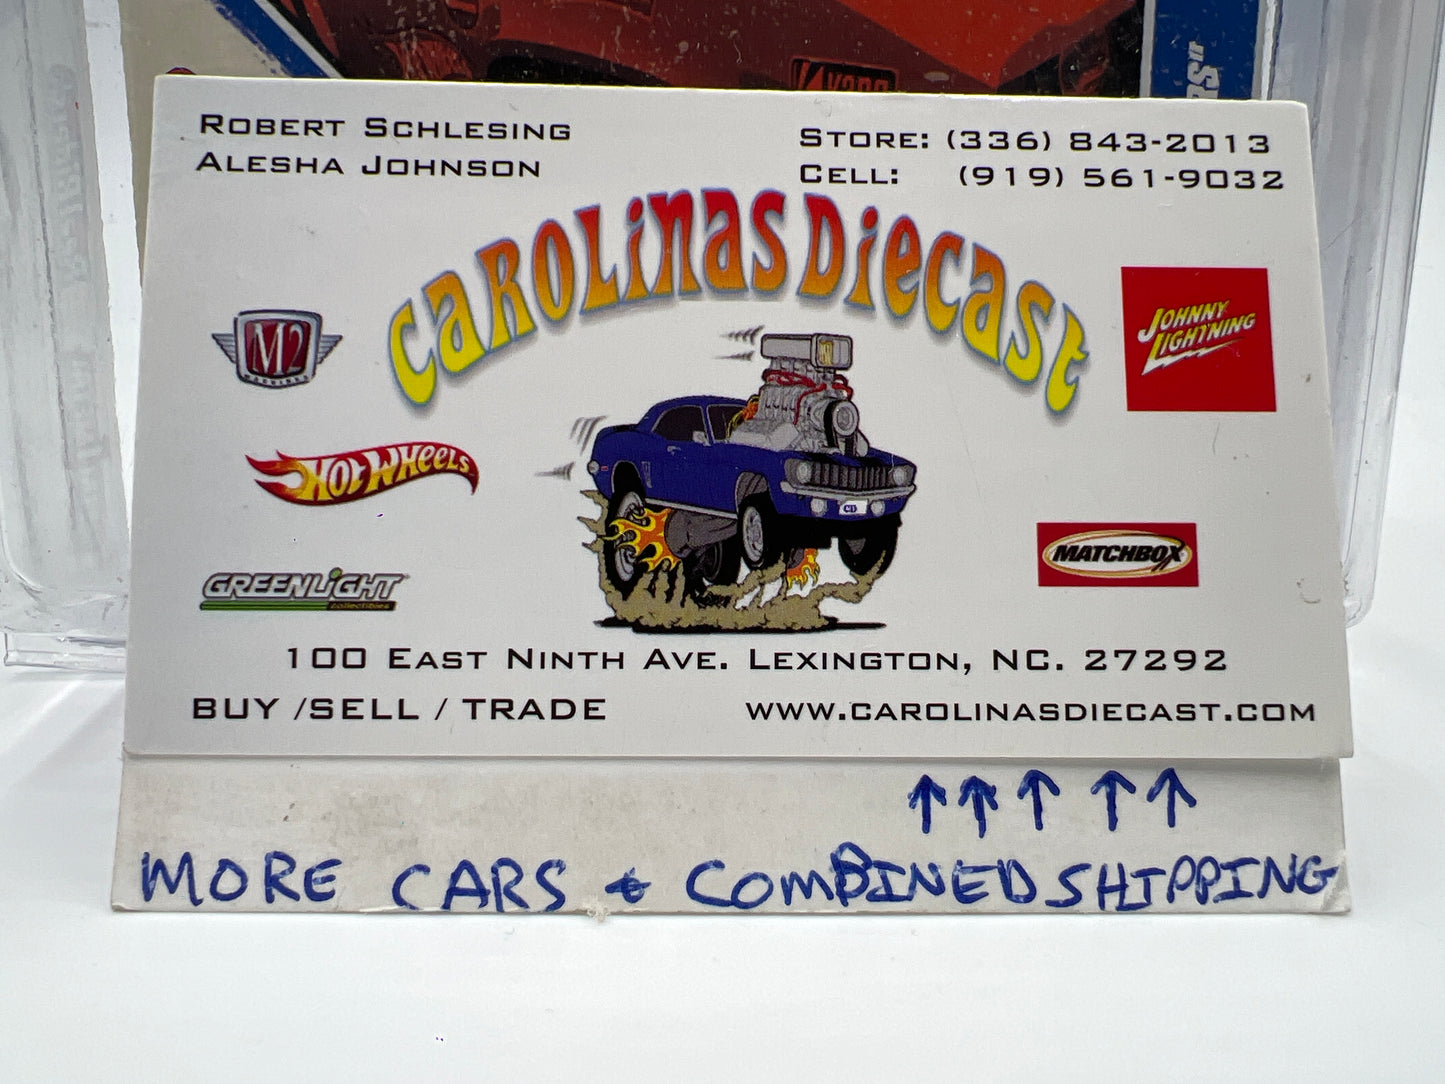 Robert Schlesing
Alesha Johnson
Store: (336) 843-2013
Cell: (919) 561-9032
Carolinas Diecast
M2
MACHINES
Johnny Lightning
Hot Wheels
MATCHBOX
GREENLIGHT
collectibles
100 East Ninth Ave. Lexington, NC. 27292
BUY /SELL / TRADE
www.carolinasdiecast.com
↑ ↑ ↑ ↑ ↑
MORE CARS & COMBINED SHIPPING